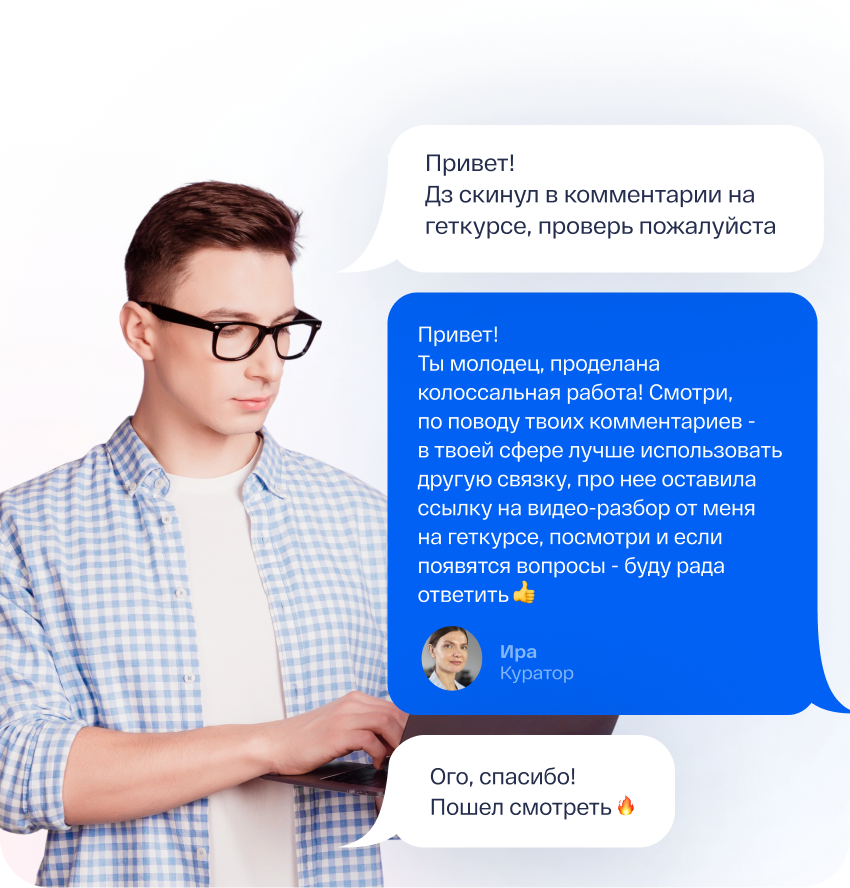 Привет!
Дз скинул в комментарии на
геткурсе, проверь пожалуйста
Привет!
Ты молодец, проделана
колоссальная работа! Смотри,
по поводу твоих комментариев -
в твоей сфере лучше использовать
другую связку, про нее оставила
ссылку на видео-разбор от меня
на геткурсе, посмотри и если
появятся вопросы - буду рада
ответить👍
Ира
Куратор
Ого, спасибо!
Пошел смотреть 🔥